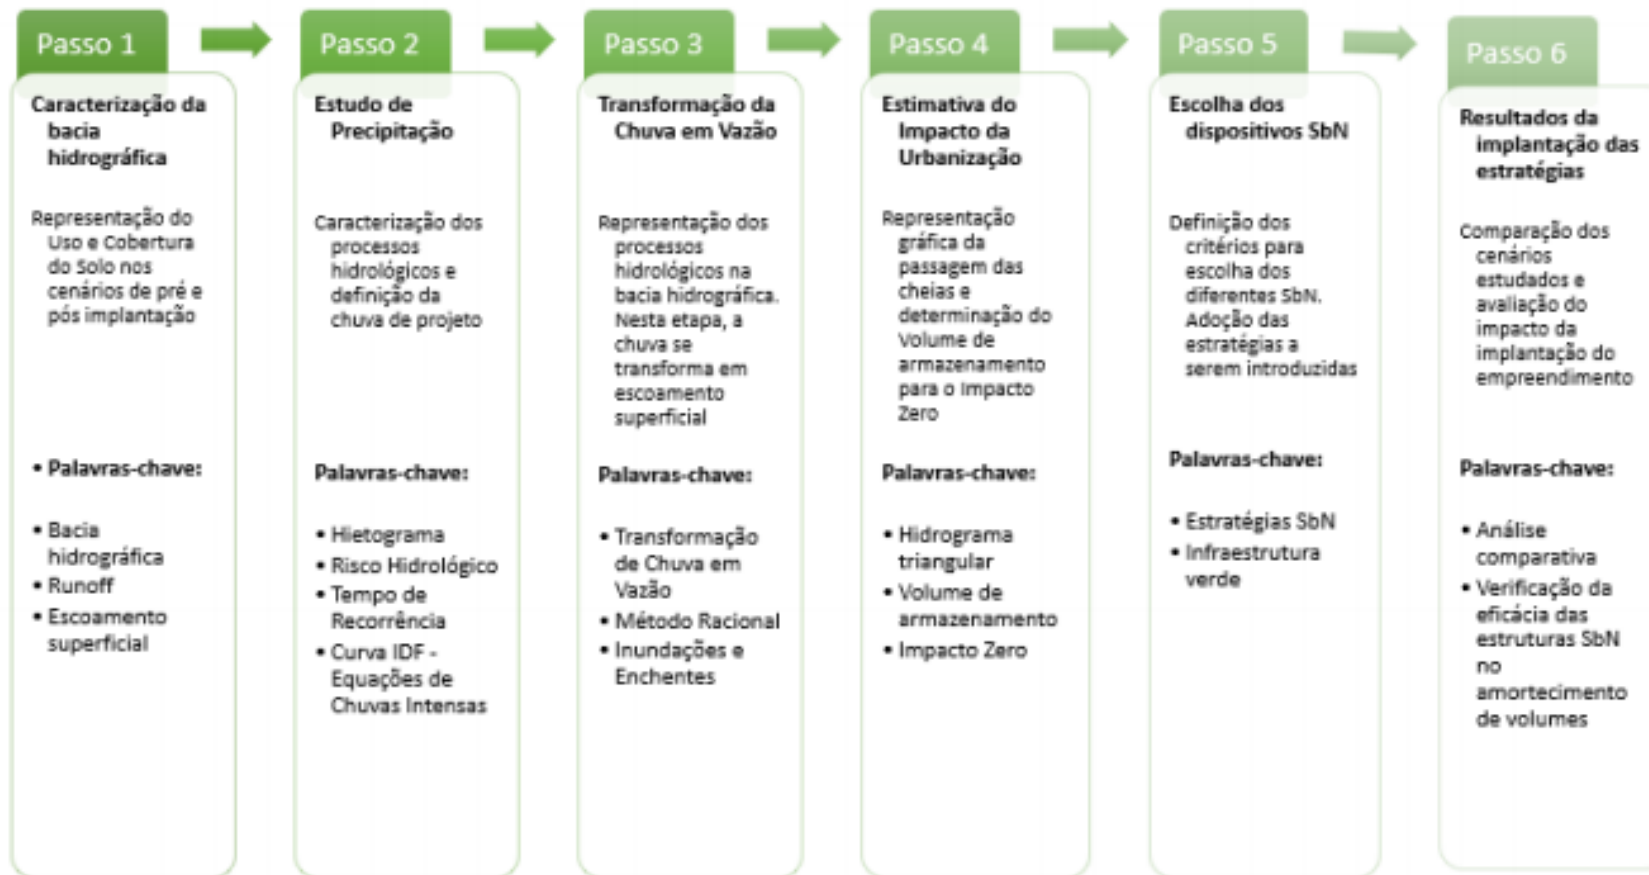 Passo 1
Caracterização da
bacia
hidrográfica
Representação do
Uso e Cobertura
do Solo nos
cenários de pré e
pós implantação
• Palavras-chave:
• Bacia
hidrográfica
• Runoff
• Escoamento
superficial
Passo 2
Estudo de
Precipitação
Caracterização dos
processos
hidrológicos e
definição da
chuva de projeto
Palavras-chave:
• Hietograma
• Risco Hidrológico
• Tempo de
Recorrência
• Curva IDF -
Equações de
Chuvas Intensas
Passo 3
Transformação da
Chuva em Vazão
Representação dos
processos
hidrológicos na
bacia hidrográfica.
Nesta etapa, a
chuva se
transforma em
escoamento
superficial
Palavras-chave:
• Transformação
de Chuva em
Vazão
• Método Racional
• Inundações e
Enchentes
Passo 4
Estimativa do
Impacto da
Urbanização
Representação
gráfica da
passagem das
cheias e
determinação do
Volume de
armazenamento
para o Impacto
Zero
Palavras-chave:
• Hidrograma
triangular
• Volume de
armazenamento
• Impacto Zero
Passo 5
Escolha dos
dispositivos SbN
Definição dos
critérios para
escolha dos
diferentes SbN.
Adoção das
estratégias a
serem introduzidas
Palavras-chave:
• Estratégias SbN
• Infraestrutura
verde
Passo 6
Resultados da
implantação das
estratégias
Comparação dos
cenários
estudados e
avaliação do
impacto da
implantação do
empreendimento
Palavras-chave:
• Análise
comparativa
• Verificação da
eficácia das
estruturas SbN
no
amortecimento
de volumes